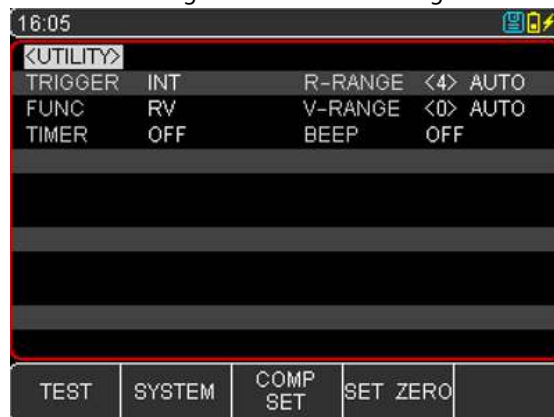 16:05
<UTILITY>
TRIGGER INT R-RANGE <4> AUTO
FUNC RV V-RANGE <0> AUTO
TIMER OFF BEEP OFF
TEST SYSTEM COMP SET SET ZERO